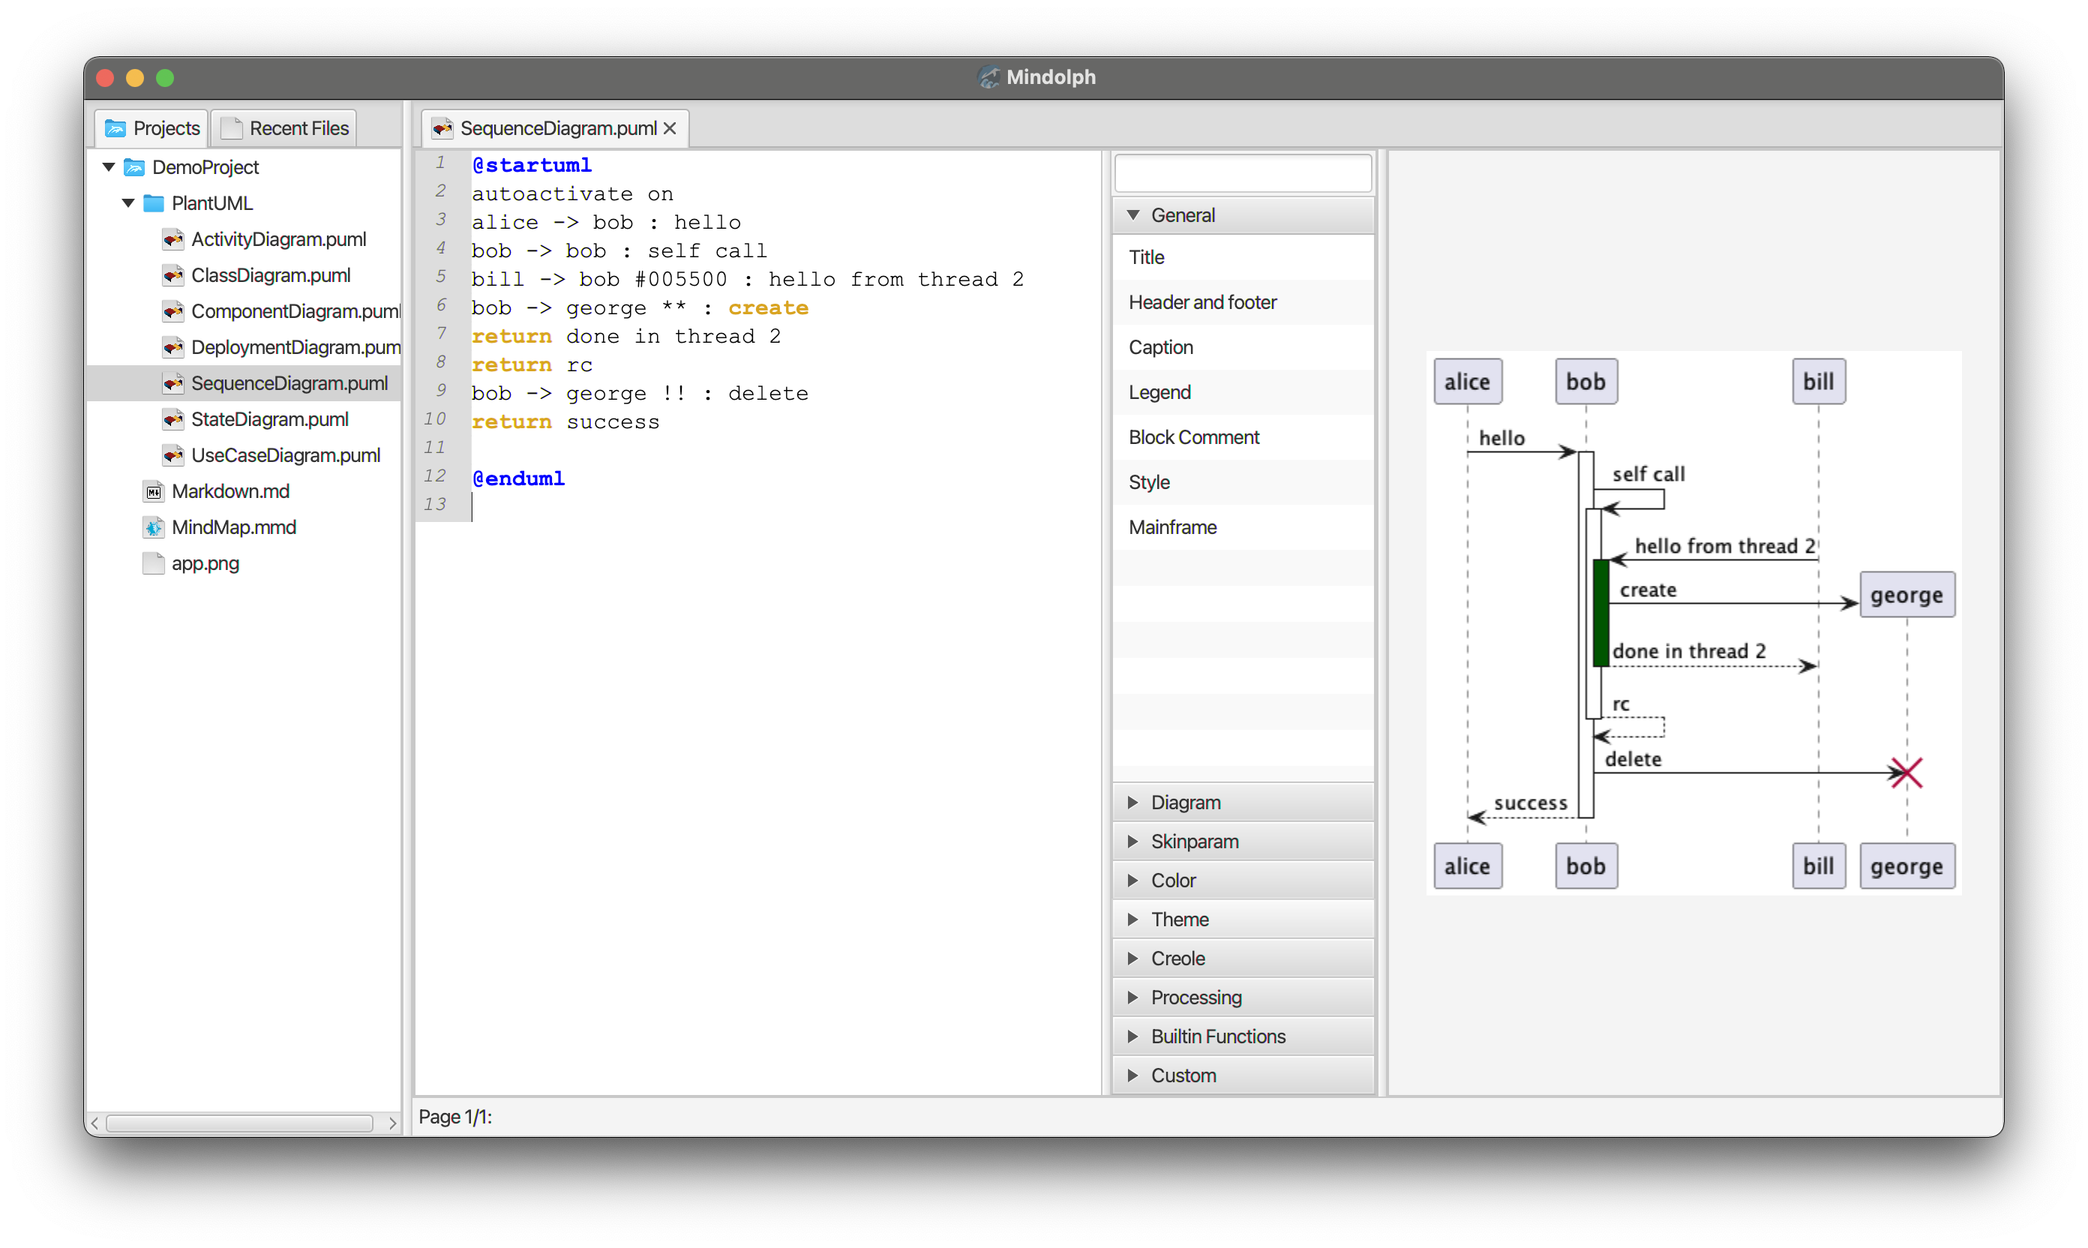 Mindolph
Projects
Recent Files
DemoProject
PlantUML
ActivityDiagram.puml
ClassDiagram.puml
ComponentDiagram.puml
DeploymentDiagram.pum
SequenceDiagram.puml
StateDiagram.puml
UseCaseDiagram.puml
Markdown.md
MindMap.mmd
app.png
SequenceDiagram.puml
1 @startuml
2 autoactivate on
3 alice -> bob : hello
4 bob -> bob : self call
5 bill -> bob #005500 : hello from thread 2
6 bob -> george ** : create
7 return done in thread 2
8 return rc
9 bob -> george !! : delete
10 return success
11
12 @enduml
13
General
Title
Header and footer
Caption
Legend
Block Comment
Style
Mainframe
Diagram
Skinparam
Color
Theme
Creole
Processing
Builtin Functions
Custom
alice bob bill
hello
self call
hello from thread 2
create
george
done in thread 2
rc
delete
success
alice bob bill george
Page 1/1: